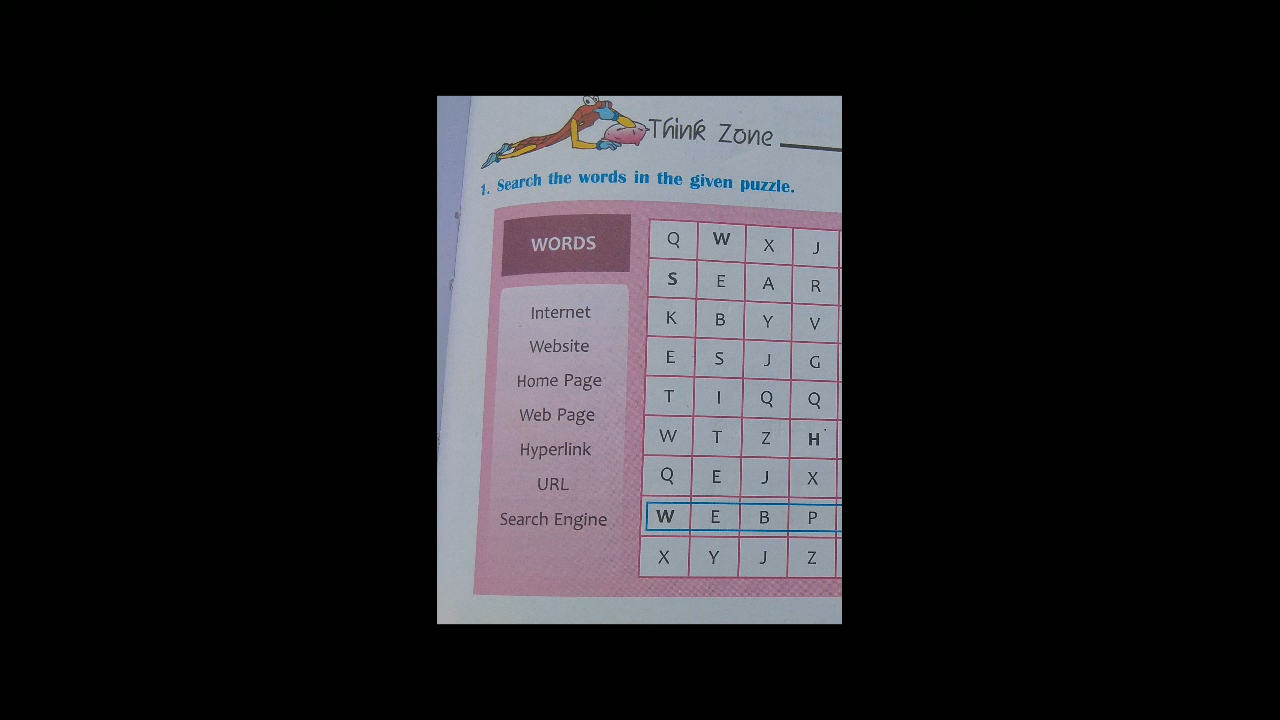 Think Zone
1. Search the words in the given puzzle.
WORDS
Internet
Website
Home Page
Web Page
Hyperlink
URL
Search Engine
Q W X J
S E A R
K B Y V
E S J G
T I Q Q
W T Z H
Q E J X
W E B P
X Y J Z